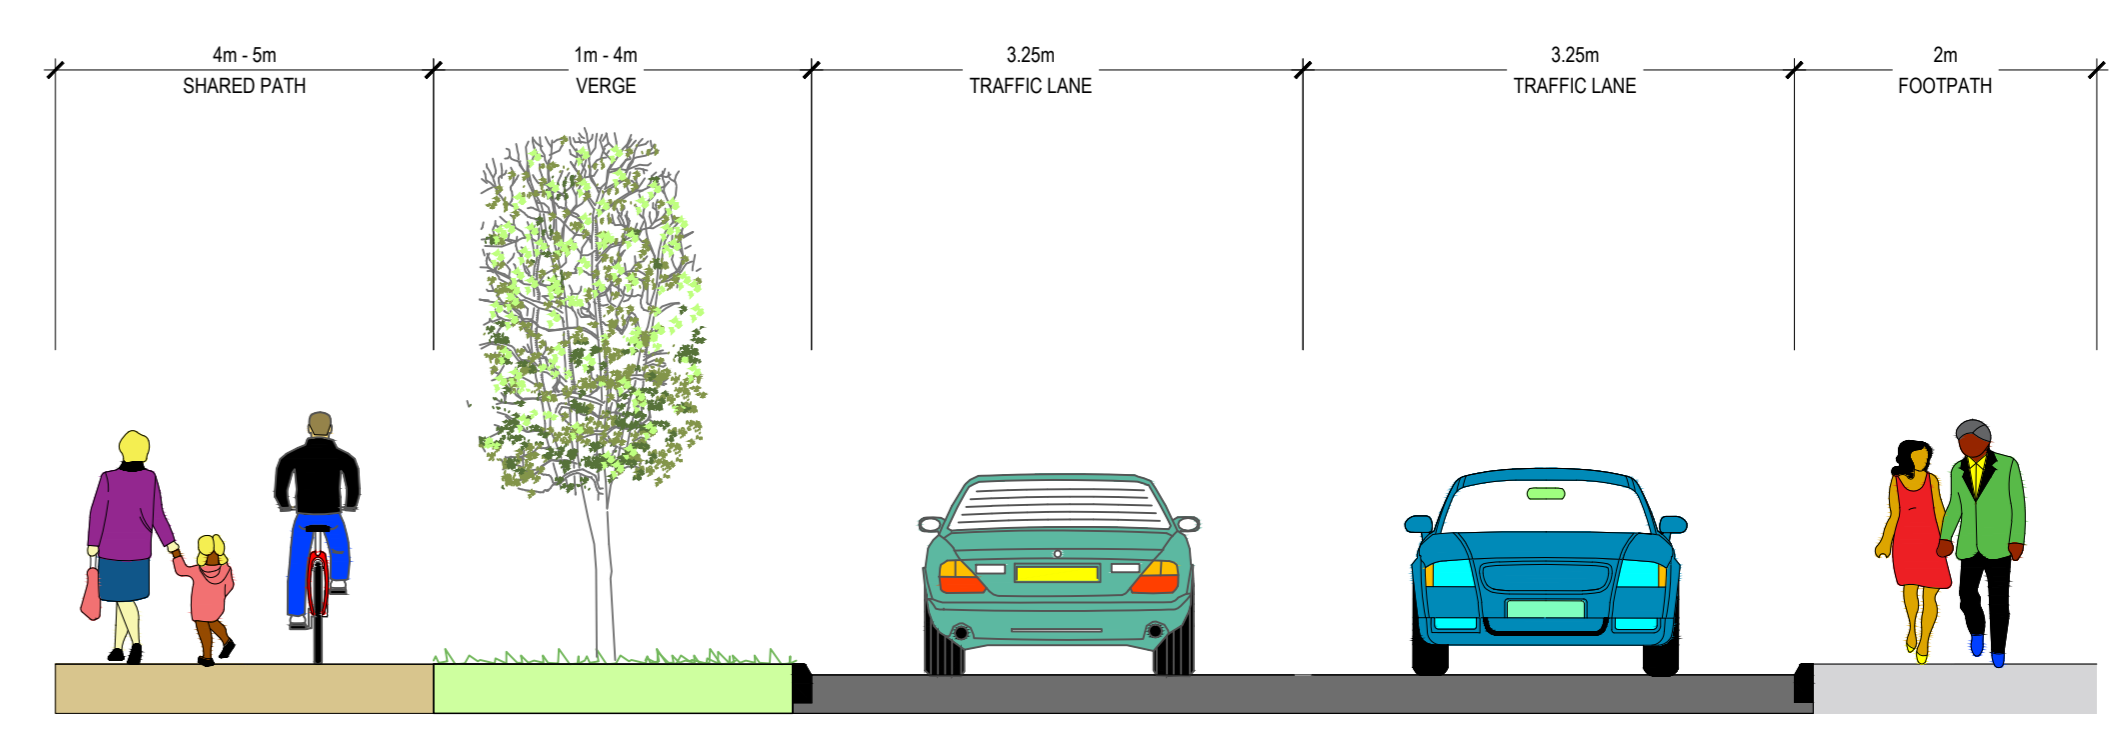 4m - 5m
SHARED PATH
1m - 4m
VERGE
3.25m
TRAFFIC LANE
3.25m
TRAFFIC LANE
2m
FOOTPATH